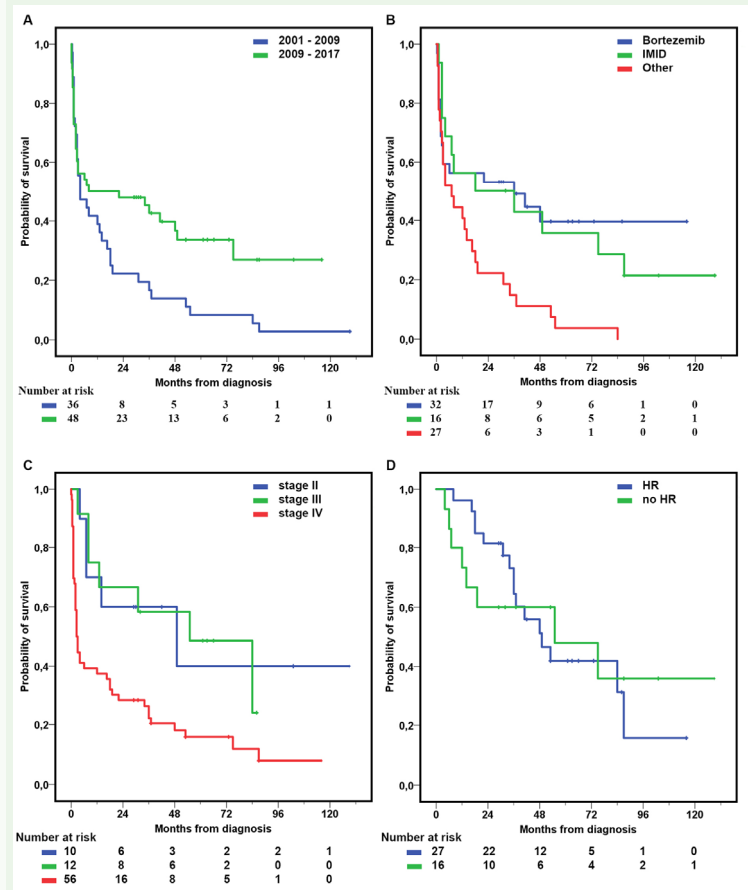 A
2001 - 2009
2009 - 2017
1,0
0,8
0,6
0,4
0,2
0,0
Probability of survival
0 24 48 72 96 120
Months from diagnosis
Number at risk
36 8 5 3 1 1
48 23 13 6 2 0
B
Bortezemib
IMID
Other
1,0
0,8
0,6
0,4
0,2
0,0
Probability of survival
0 24 48 72 96 120
Months from diagnosis
Number at risk
32 17 9 6 1 0
16 8 6 5 2 1
27 6 3 1 0 0
C
stage II
stage III
stage IV
1,0
0,8
0,6
0,4
0,2
0,0
Probability of survival
0 24 48 72 96 120
Months from diagnosis
Number at risk
10 6 3 2 2 1
12 8 6 2 0 0
56 16 8 5 1 0
D
HR
no HR
1,0
0,8
0,6
0,4
0,2
0,0
Probability of survival
0 24 48 72 96 120
Months from diagnosis
Number at risk
27 22 12 5 1 0
16 10 6 4 2 1